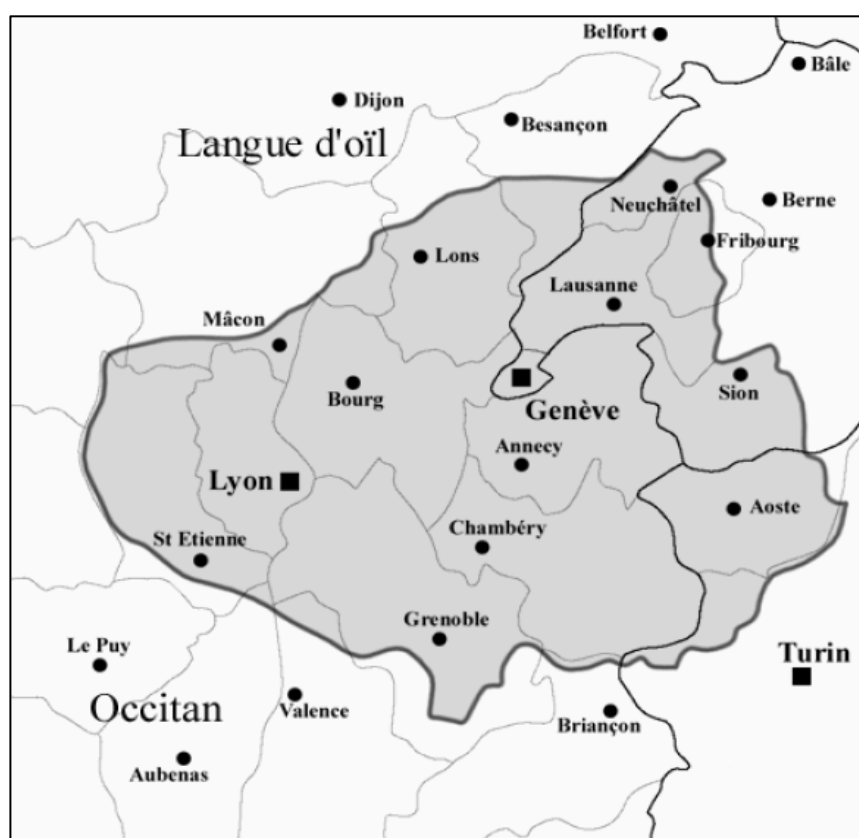 Belfort
Bâle
Dijon
Besançon
Langue d'oïl
Neuchâtel
Berne
Fribourg
Lons
Lausanne
Mâcon
Bourg
Genève
Sion
Annecy
Lyon
Aoste
Chambéry
St Etienne
Grenoble
Le Puy
Turin
Occitan
Valence
Briançon
Aubenas